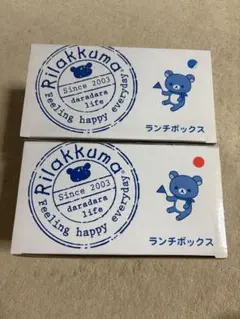 Rilakkuma
Since 2003
daradara
life
Feeling happy everyday
ランチボックス
Rilakkuma
Since 2003
daradara
life
Feeling happy everyday
ランチボックス